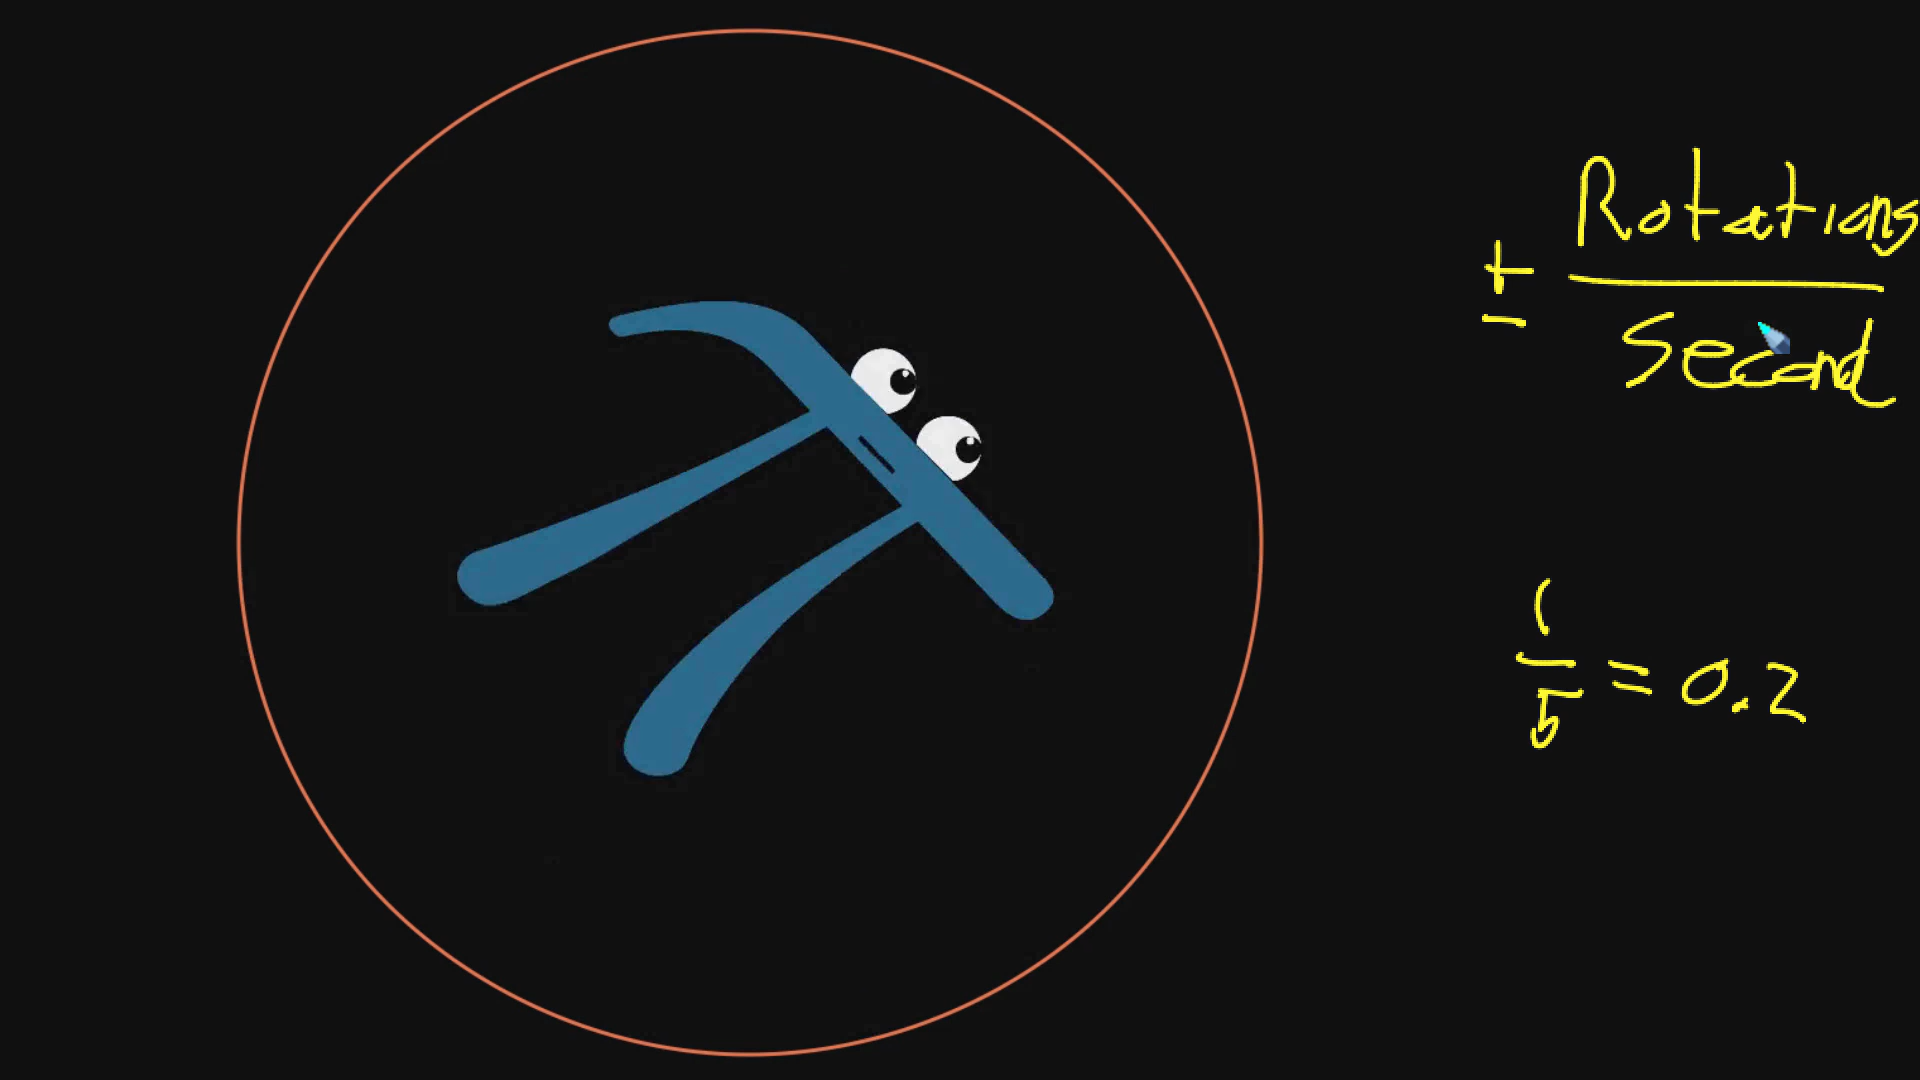 ± Rotations
Second
1/5 = 0.2